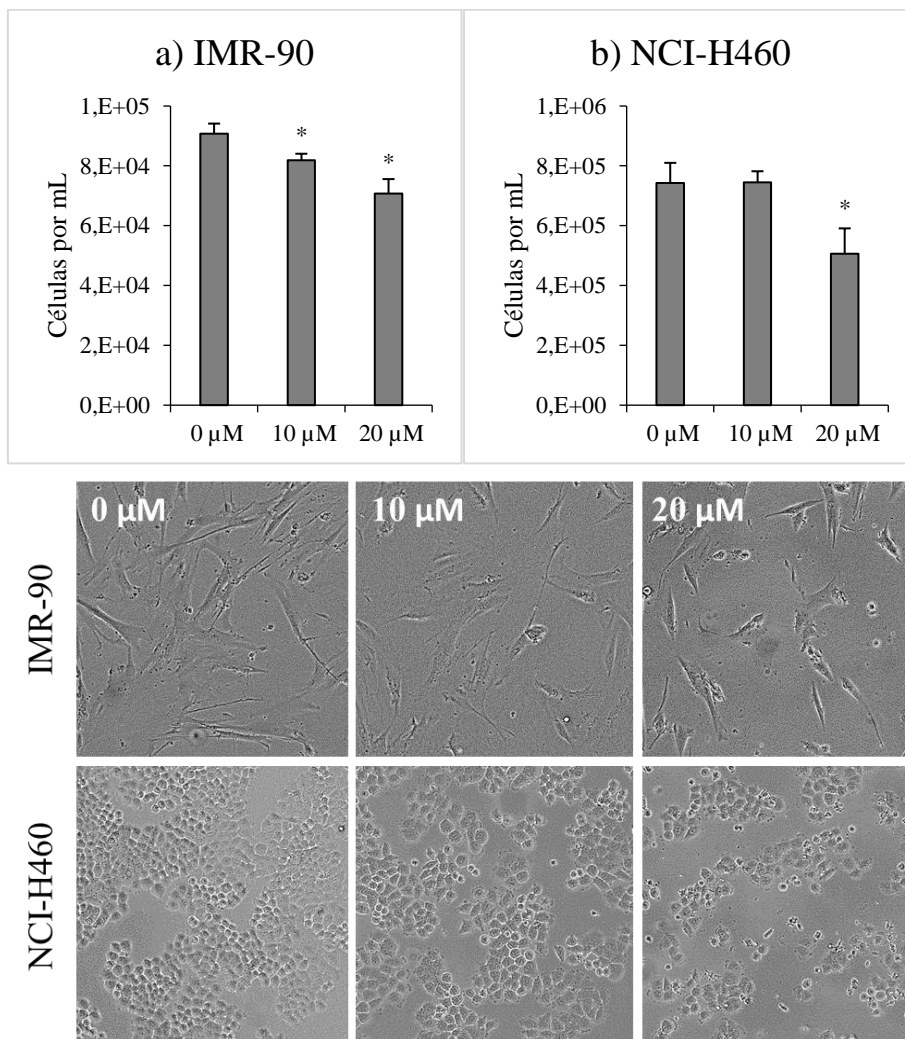 a) IMR-90
1,E+05
8,E+04
6,E+04
4,E+04
2,E+04
0,E+00
Células por mL
*
*
0 µM 10 µM 20 µM
b) NCI-H460
1,E+06
8,E+05
6,E+05
4,E+05
2,E+05
0,E+00
Células por mL
*
0 µM 10 µM 20 µM
0 µM 10 µM 20 µM
IMR-90
NCI-H460